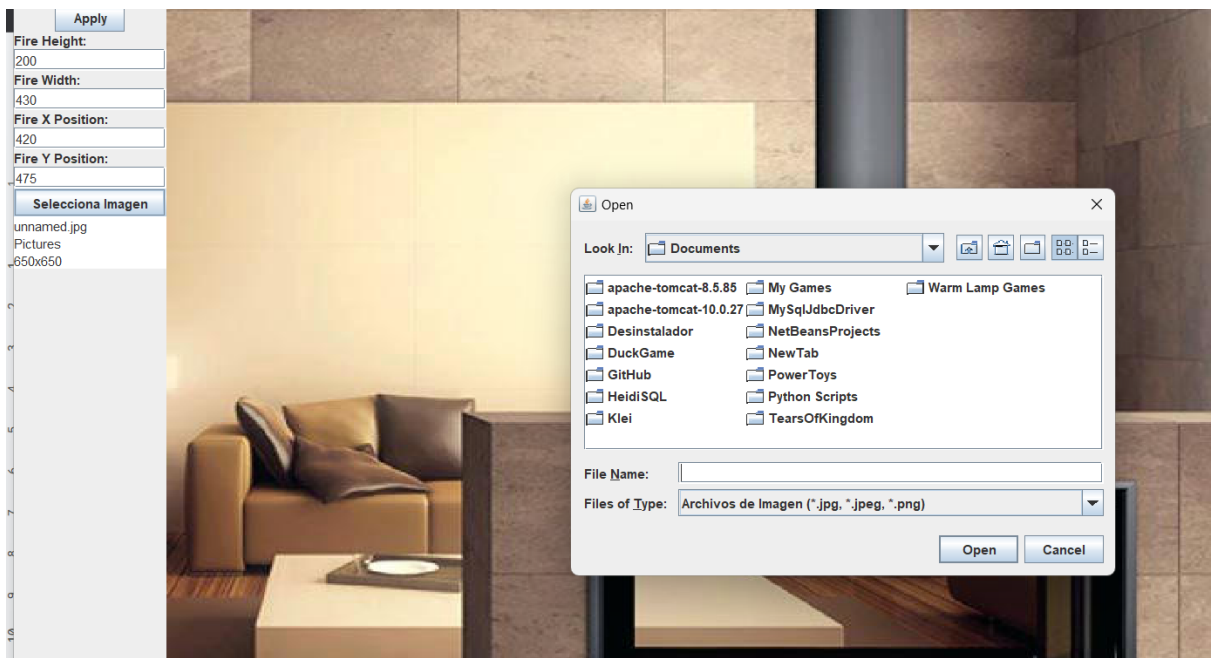 Apply
Fire Height:
200
Fire Width:
430
Fire X Position:
420
Fire Y Position:
475
Selecciona Imagen
unnamed.jpg
Pictures
650x650
Open
Look In: Documents
apache-tomcat-8.5.85 My Games Warm Lamp Games
apache-tomcat-10.0.27 MySqlJdbcDriver
Desinstalador NetBeansProjects
DuckGame NewTab
GitHub PowerToys
HeidiSQL Python Scripts
Klei TearsOfKingdom
File Name:
Files of Type: Archivos de Imagen (*.jpg, *.jpeg, *.png)
Open Cancel